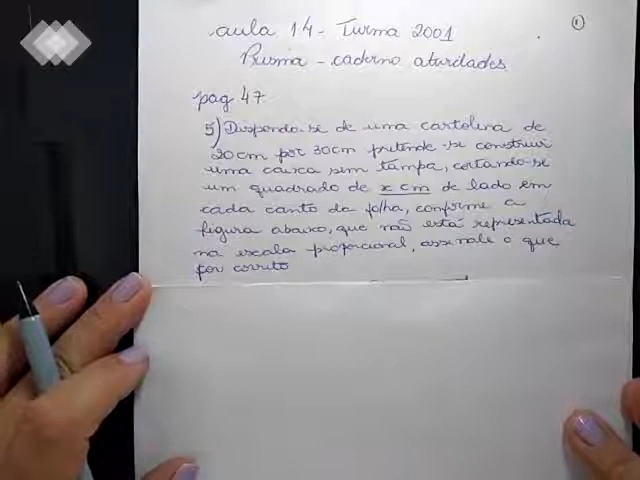 aula 14 - Turma 2001
①
Prisma - caderno atividades
pag 47
5) Dispondo-se de uma cartolina de
20cm por 30cm pretende-se construir
uma caixa sem tampa, cortando-se
um quadrado de x cm de lado em
cada canto da folha, conforme a
figura abaixo, que não está representada
na escala proporcional, assinale o que
for correto